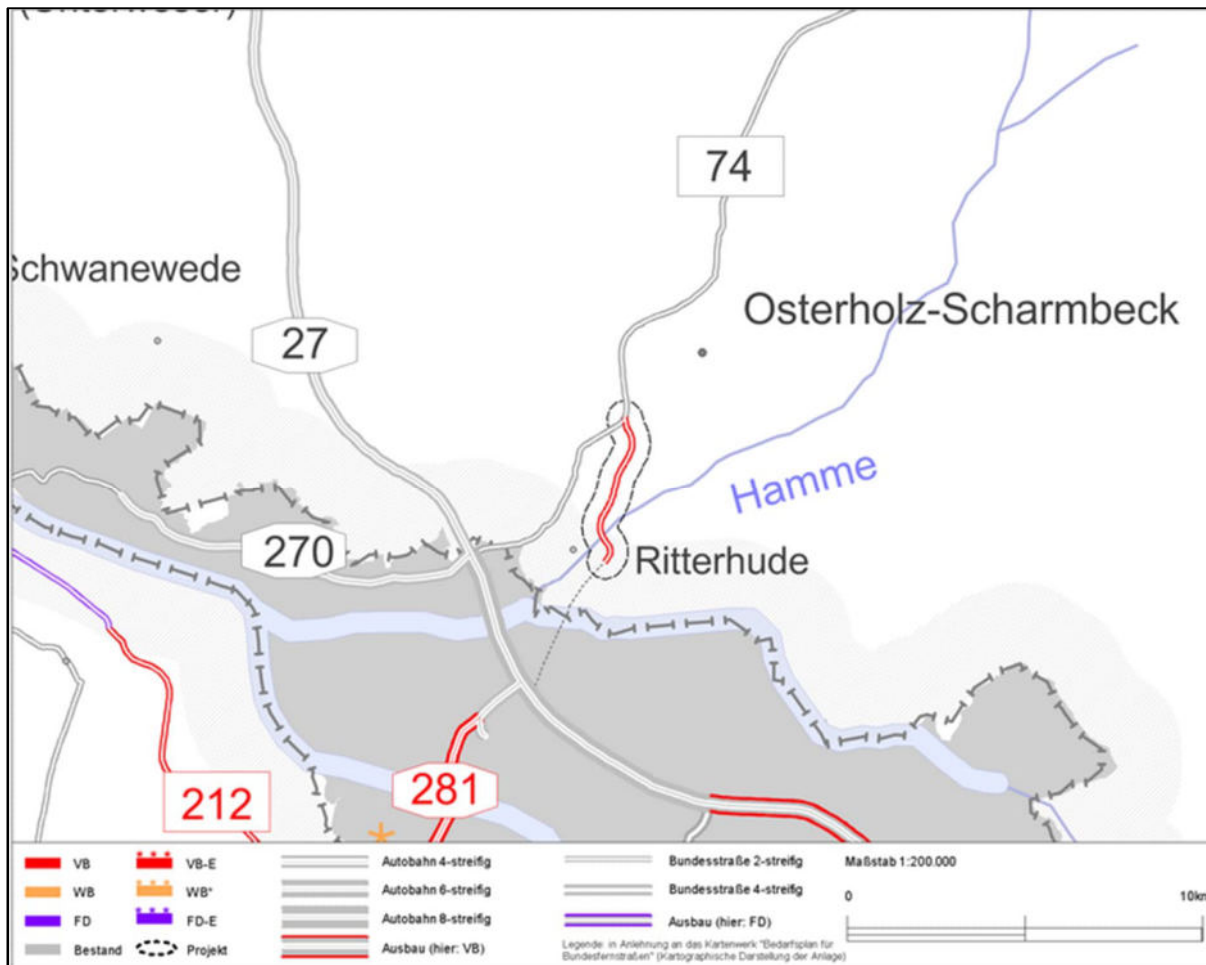 (Unterweser)
74
Schwanewede
Osterholz-Scharmbeck
27
Hamme
270
Ritterhude
281
212
VB
VB-E
Autobahn 4-streifig
Bundesstraße 2-streifig
Maßstab 1:200.000
WB
WB*
Autobahn 6-streifig
Bundesstraße 4-streifig
0
10km
FD
FD-E
Autobahn 8-streifig
Ausbau (hier: FD)
Bestand
Projekt
Ausbau (hier: VB)
Legende: in Anlehnung an das Kartenwerk "Bedarfsplan für
Bundesfernstraßen" (Kartographische Darstellung der Anlage)